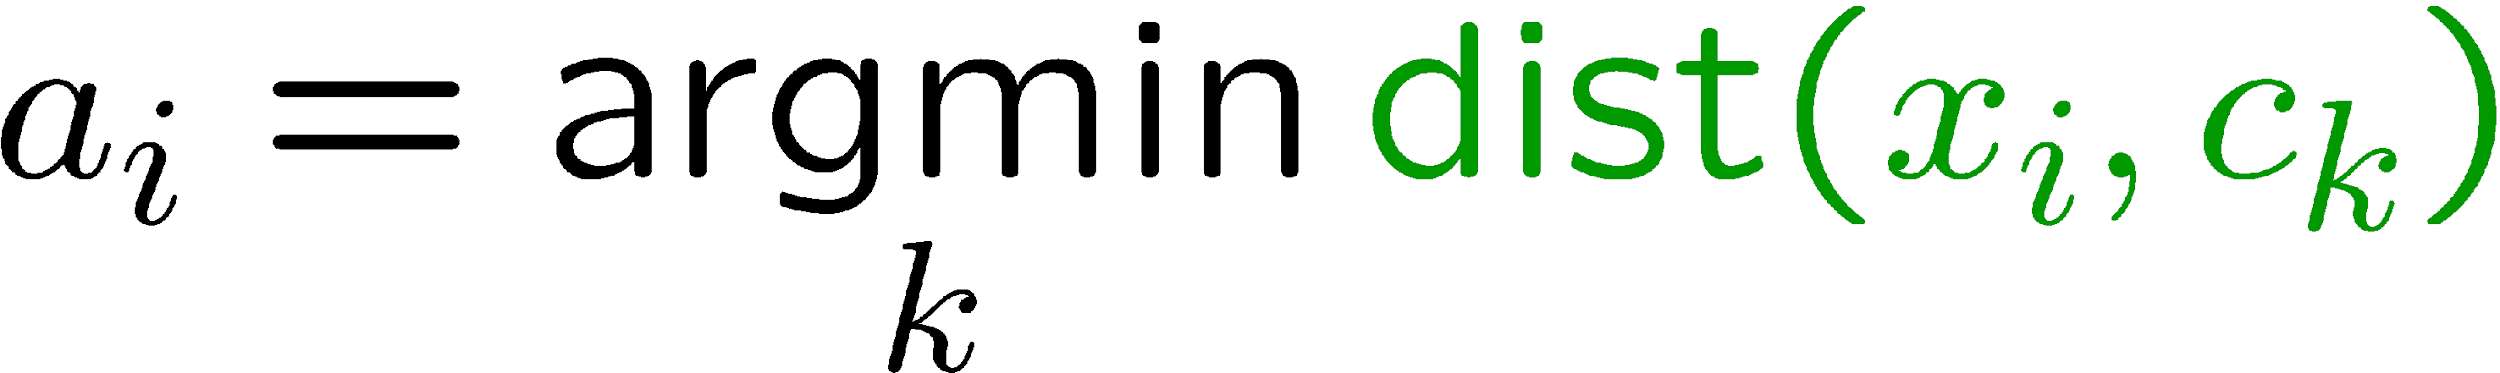 a_i = argmin dist(x_i, c_k)
k